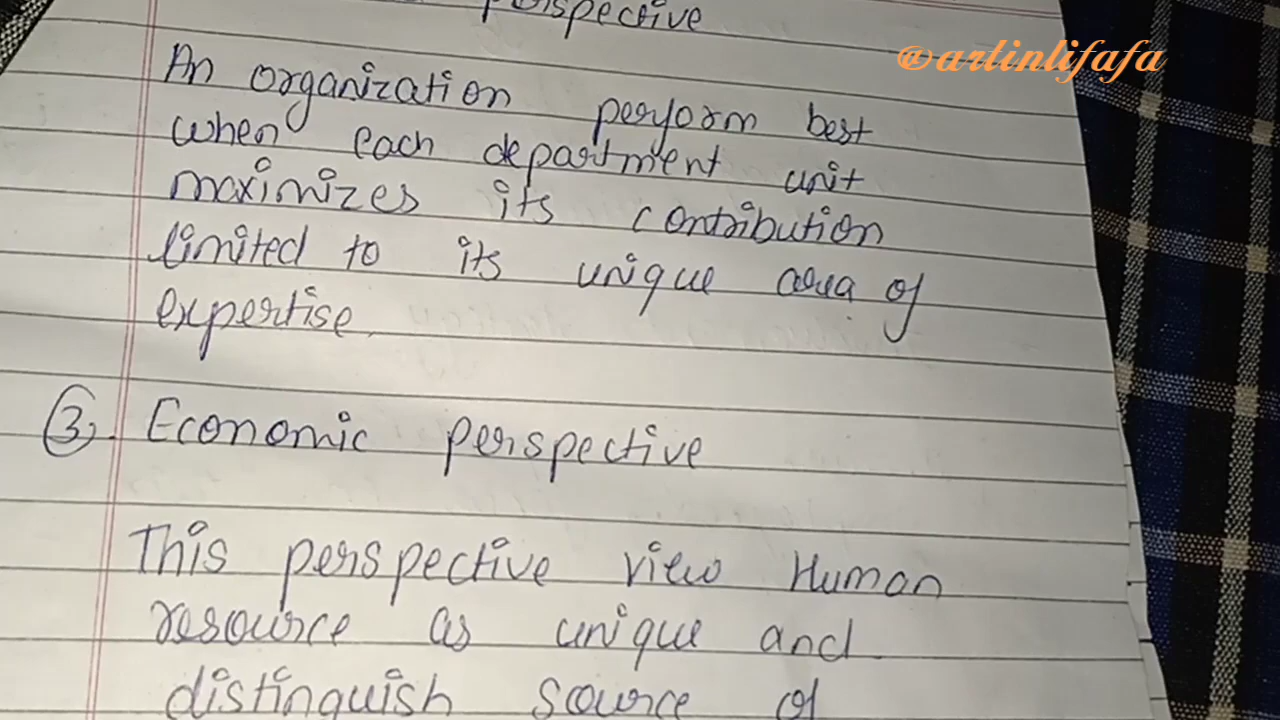 perspective
@artinlifafa
An organization perform best
when each department unit
maximizes its contribution
limited to its unique area of
expertise.
3. Economic perspective
This perspective view Human
resource as unique and
distinguish source of